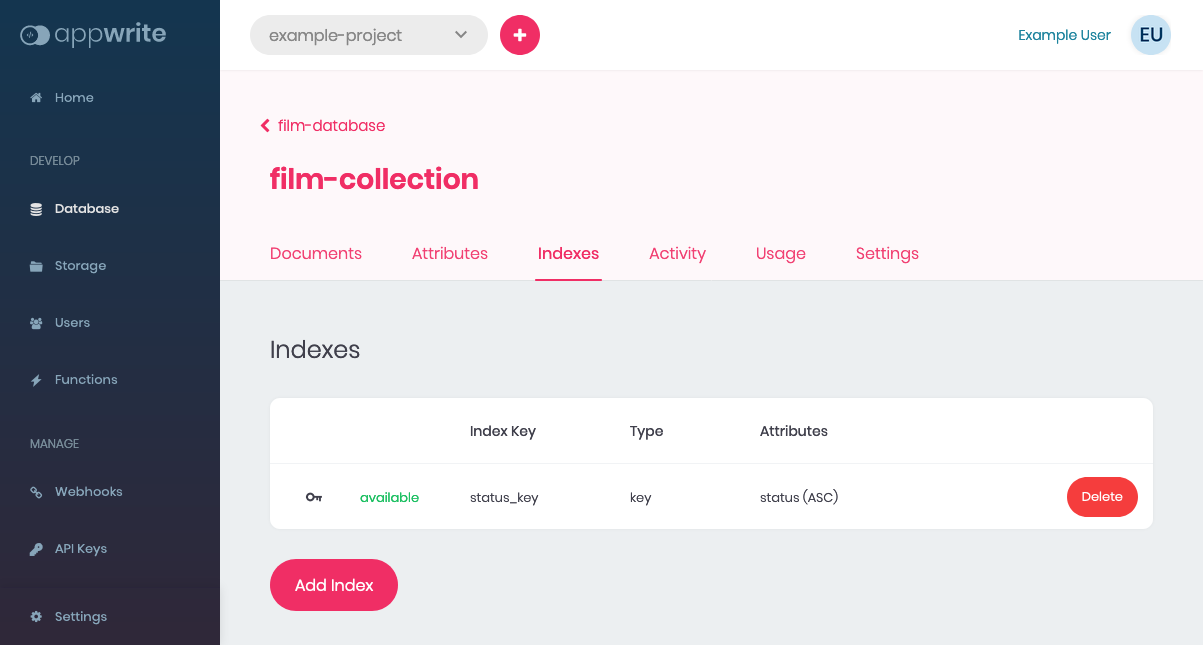 appwrite
example-project
Example User
EU
Home
DEVELOP
Database
Storage
Users
Functions
MANAGE
Webhooks
API Keys
Settings
film-database
film-collection
Documents Attributes Indexes Activity Usage Settings
Indexes
Index Key Type Attributes
available status_key key status (ASC) Delete
Add Index